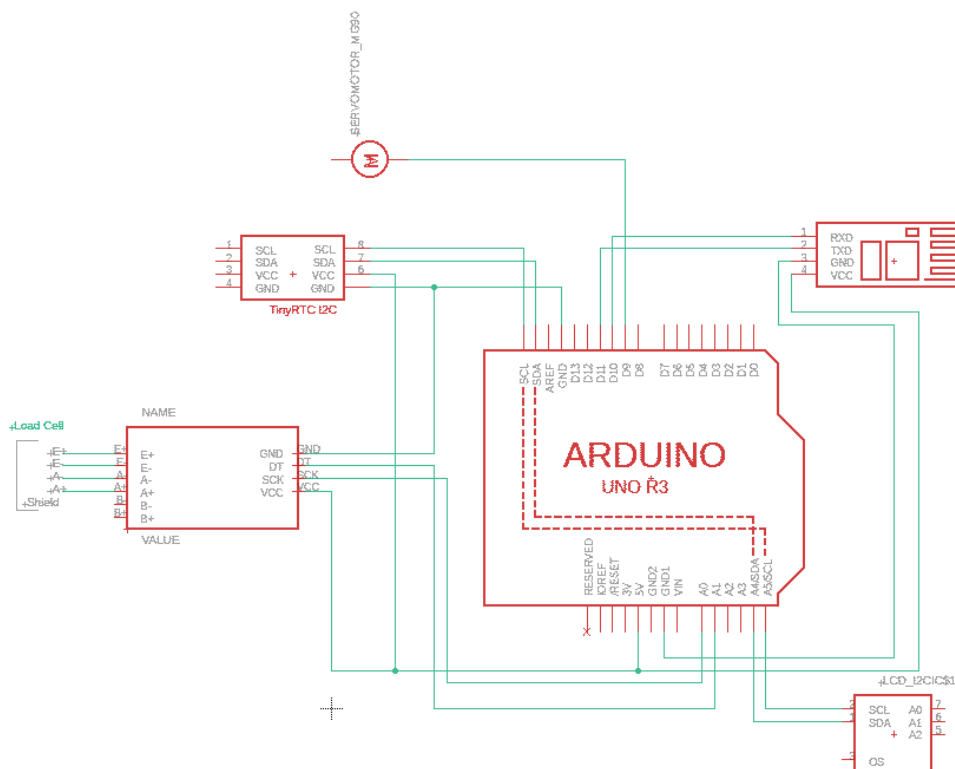 SERVOMOTOR_MG90
M
1 SCL SCL 8
2 SDA SDA 7
3 VCC VCC 6
4 GND GND
TinyRTC I2C
1 RXD
2 TXD
3 GND
4 VCC
SCL SDA AREF GND D13 D12 D11 D10 D9 D8 D7 D6 D5 D4 D3 D2 D1 D0
ARDUINO
UNO R3
RESERVED IOREF /RESET 3V 5V GND2 GND1 VIN A0 A1 A2 A3 A4/SDA A5/SCL
NAME
Load Cell
E+ E+ E+ GND GND
E- E- E- DT DT
A- A- A- SCK SCK
A+ A+ A+ VCC VCC
Shield
B- B-
B+ B+
VALUE
LCD_I2CIC$1
2 SCL A0 7
1 SDA A1 6
A2 5
3 OS